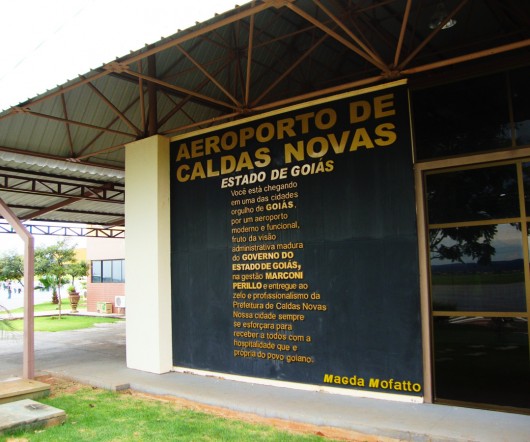 AEROPORTO DE
CALDAS NOVAS
ESTADO DE GOIÁS
Você está chegando
em uma das cidades
orgulho de GOIÁS,
por um aeroporto
moderno e funcional,
fruto da visão
administrativa madura
do GOVERNO DO
ESTADO DE GOIÁS,
na gestão MARCONI
PERILLO e entregue ao
zelo e profissionalismo da
Prefeitura de Caldas Novas
Nossa cidade sempre
se esforçará para
receber a todos com a
hospitalidade que e
própria do povo goiano.
Magda Mofatto